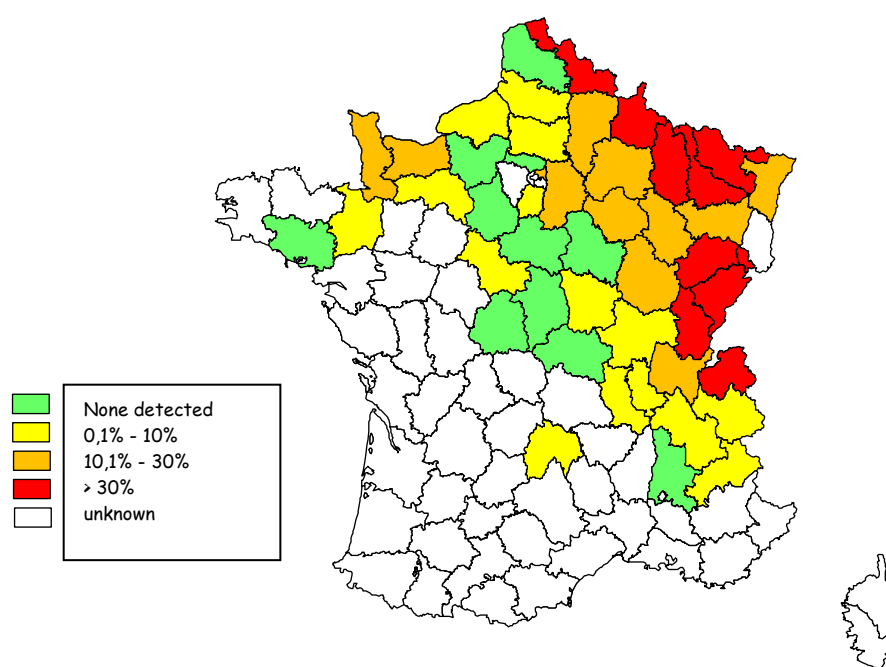 None detected
0,1% - 10%
10,1% - 30%
> 30%
unknown